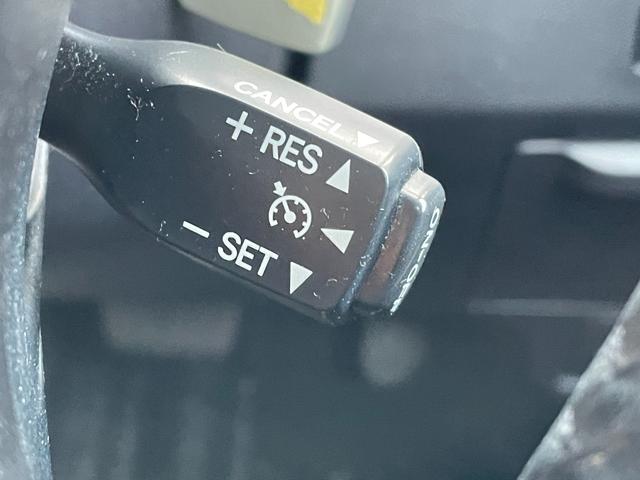 CANCEL ▼
+ RES ▲
◀
− SET ▼